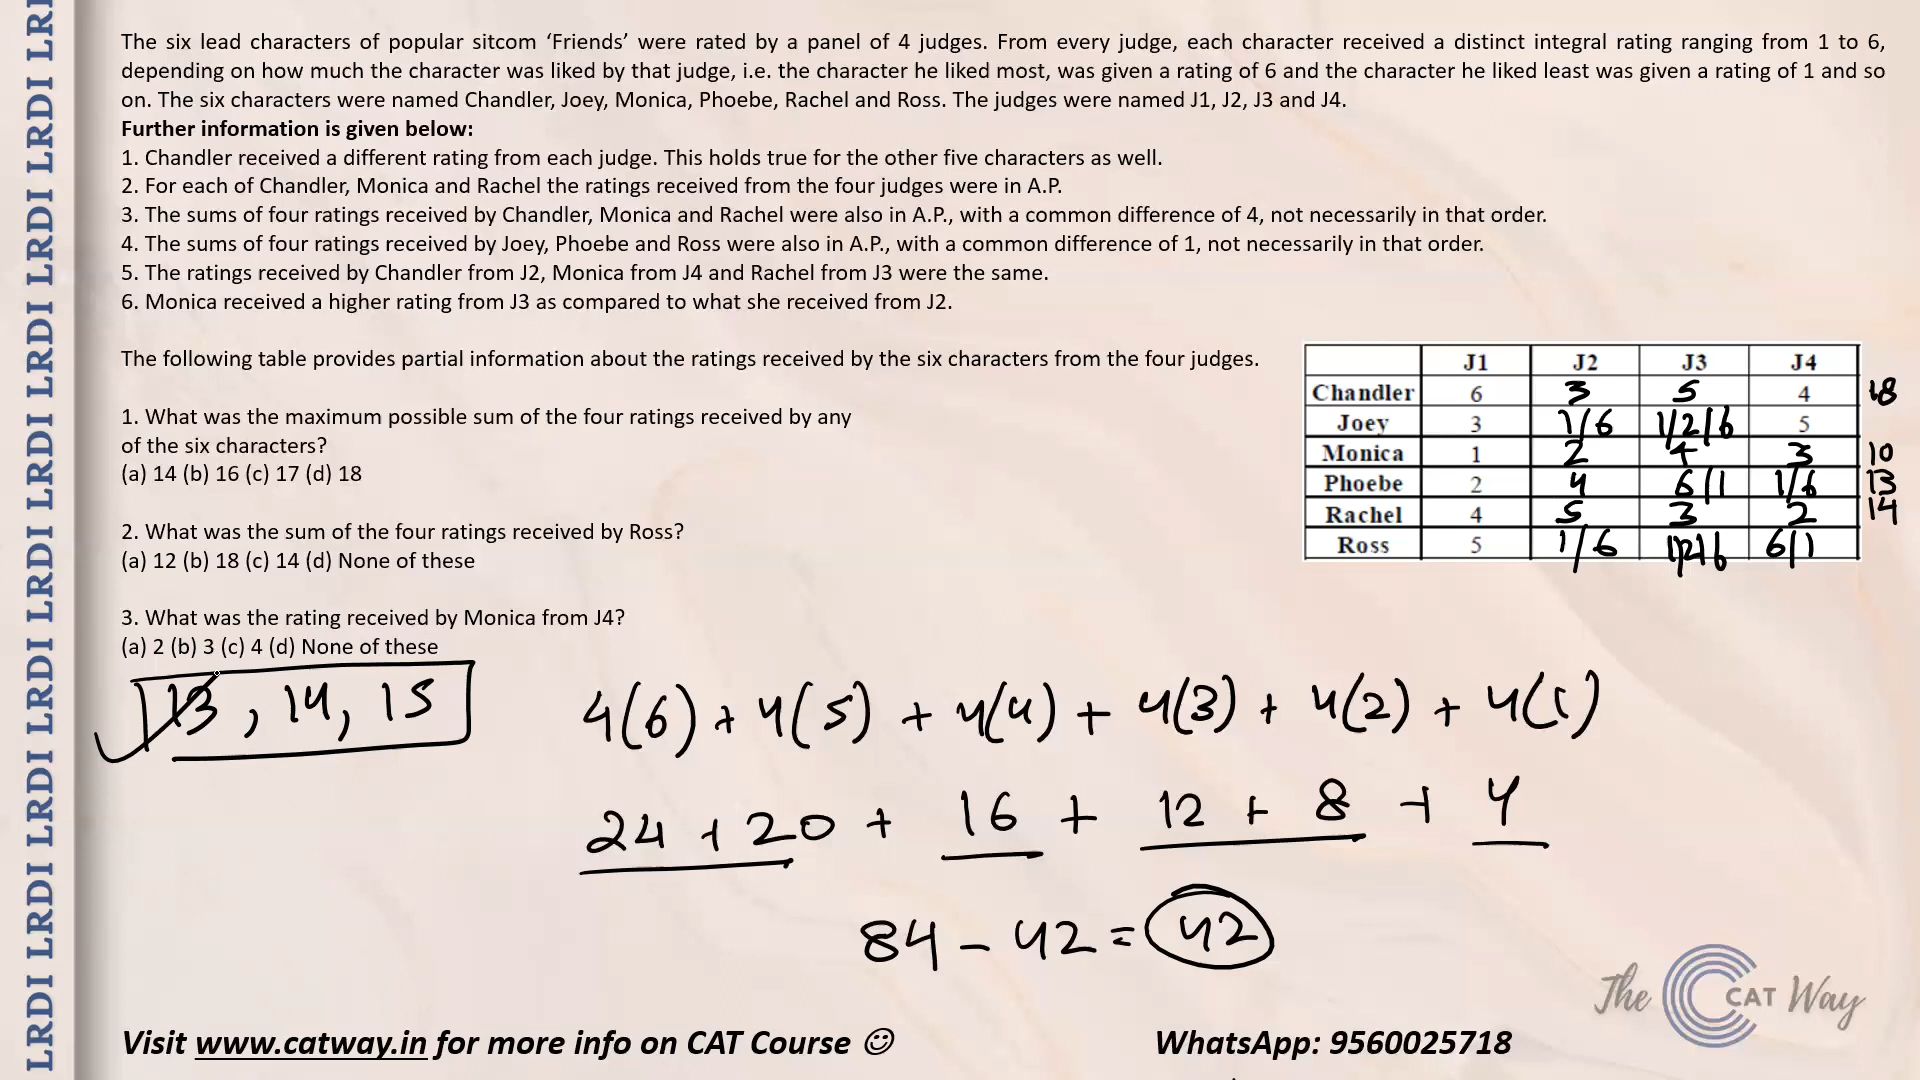 LRDI LRDI LRDI LRDI LRDI LRDI LRDI LRDI LRDI LRDI
The six lead characters of popular sitcom ‘Friends’ were rated by a panel of 4 judges. From every judge, each character received a distinct integral rating ranging from 1 to 6,
depending on how much the character was liked by that judge, i.e. the character he liked most, was given a rating of 6 and the character he liked least was given a rating of 1 and so
on. The six characters were named Chandler, Joey, Monica, Phoebe, Rachel and Ross. The judges were named J1, J2, J3 and J4.
Further information is given below:
1. Chandler received a different rating from each judge. This holds true for the other five characters as well.
2. For each of Chandler, Monica and Rachel the ratings received from the four judges were in A.P.
3. The sums of four ratings received by Chandler, Monica and Rachel were also in A.P., with a common difference of 4, not necessarily in that order.
4. The sums of four ratings received by Joey, Phoebe and Ross were also in A.P., with a common difference of 1, not necessarily in that order.
5. The ratings received by Chandler from J2, Monica from J4 and Rachel from J3 were the same.
6. Monica received a higher rating from J3 as compared to what she received from J2.
The following table provides partial information about the ratings received by the six characters from the four judges.
J1 J2 J3 J4
Chandler 6 3 5 4 18
Joey 3 1/6 1/2/6 5
Monica 1 2 4 3 10
Phoebe 2 4 6/1 1/6 13
Rachel 4 5 3 2 14
Ross 5 1/6 1/2/6 6/1
1. What was the maximum possible sum of the four ratings received by any
of the six characters?
(a) 14 (b) 16 (c) 17 (d) 18
2. What was the sum of the four ratings received by Ross?
(a) 12 (b) 18 (c) 14 (d) None of these
3. What was the rating received by Monica from J4?
(a) 2 (b) 3 (c) 4 (d) None of these
13, 14, 15
4(6) + 4(5) + 4(4) + 4(3) + 4(2) + 4(1)
24 + 20 + 16 + 12 + 8 + 4
84 - 42 = 42
The CAT Way
Visit www.catway.in for more info on CAT Course ☺
WhatsApp: 9560025718